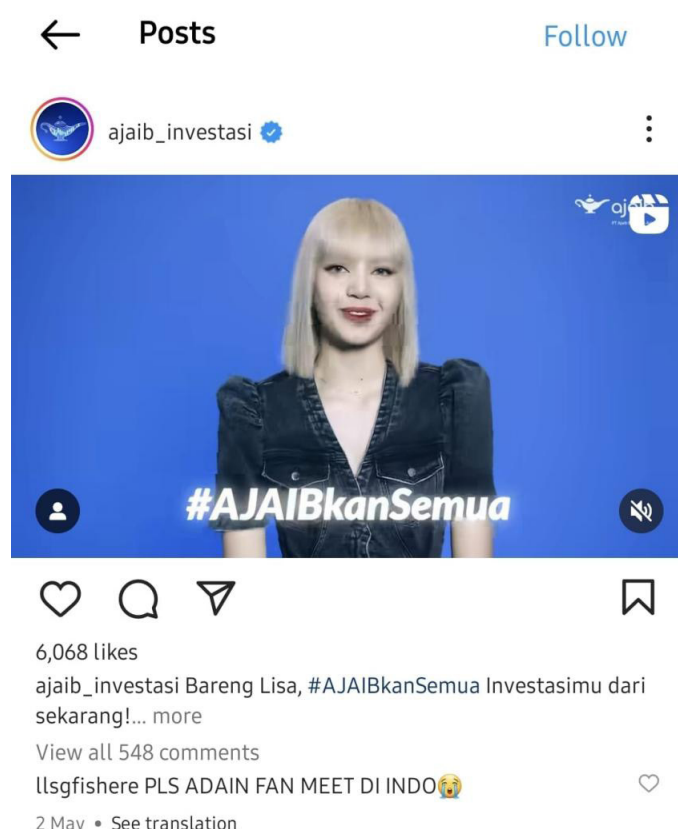 Posts
Follow
ajaib_investasi
#AJAIBkanSemua
6,068 likes
ajaib_investasi Bareng Lisa, #AJAIBkanSemua Investasimu dari
sekarang!... more
View all 548 comments
llsgfishere PLS ADAIN FAN MEET DI INDO😭
2 May • See translation